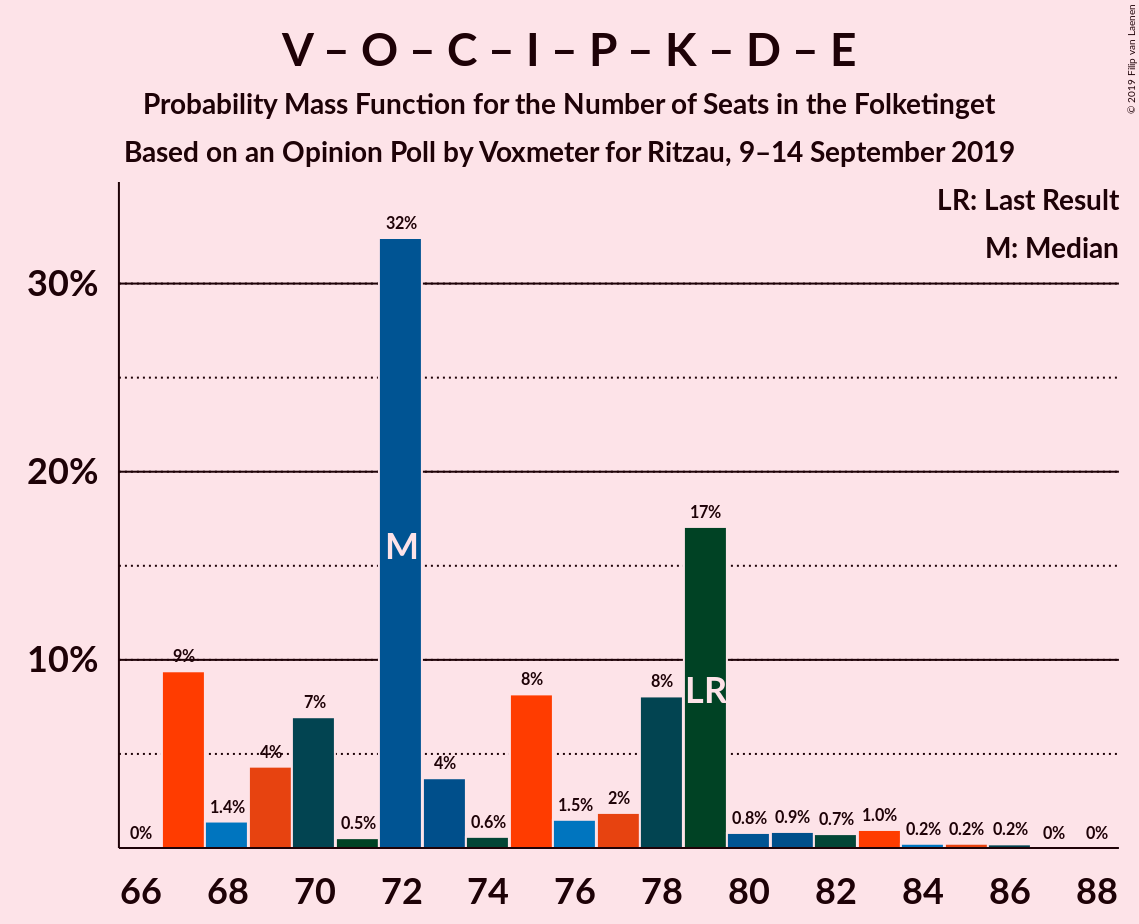 V – O – C – I – P – K – D – E
Probability Mass Function for the Number of Seats in the Folketinget
Based on an Opinion Poll by Voxmeter for Ritzau, 9–14 September 2019
© 2019 Filip van Laenen
LR: Last Result
M: Median
30%
20%
10%
0%
9%
1.4%
4%
7%
0.5%
32%
4%
0.6%
8%
1.5%
2%
8%
17%
0.8%
0.9%
0.7%
1.0%
0.2%
0.2%
0.2%
0%
0%
M
LR
66 68 70 72 74 76 78 80 82 84 86 88